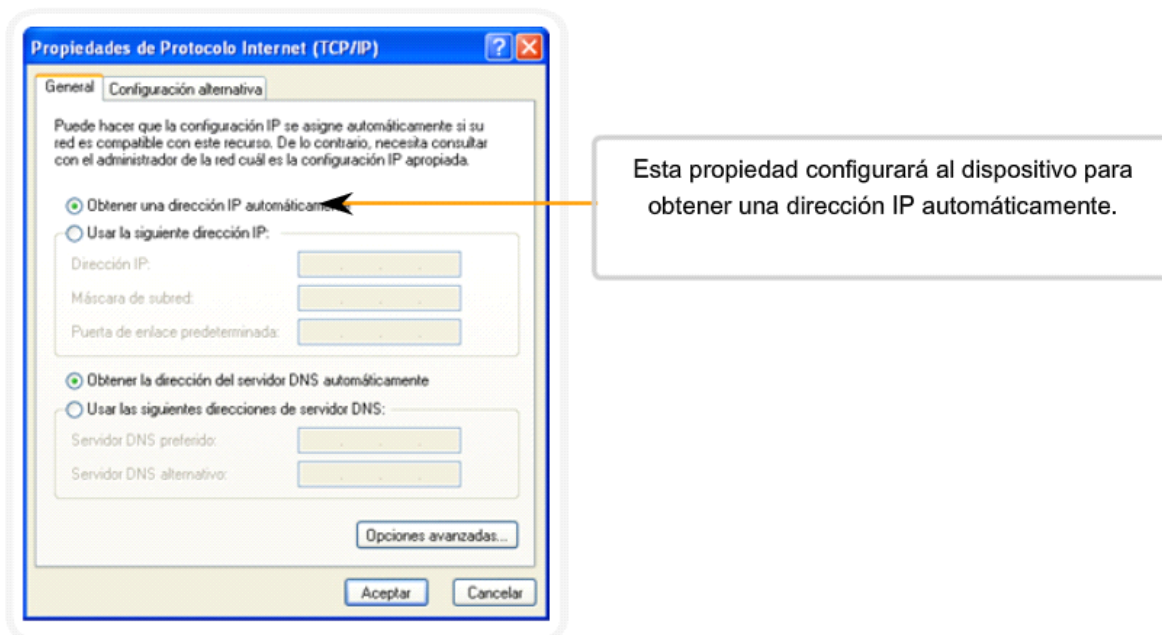 Propiedades de Protocolo Internet (TCP/IP)
General
Configuración alternativa
Puede hacer que la configuración IP se asigne automáticamente si su
red es compatible con este recurso. De lo contrario, necesita consultar
con el administrador de la red cuál es la configuración IP apropiada.
Obtener una dirección IP
Usar la siguiente dirección IP:
Dirección IP:
Máscara de subred:
Puerta de enlace predeterminada:
Obtener la dirección del servidor DNS automáticamente
Usar las siguientes direcciones de servidor DNS:
Servidor DNS preferido:
Servidor DNS alternativo:
Opciones avanzadas...
Aceptar
Cancelar
Esta propiedad configurará al dispositivo para
obtener una dirección IP automáticamente.